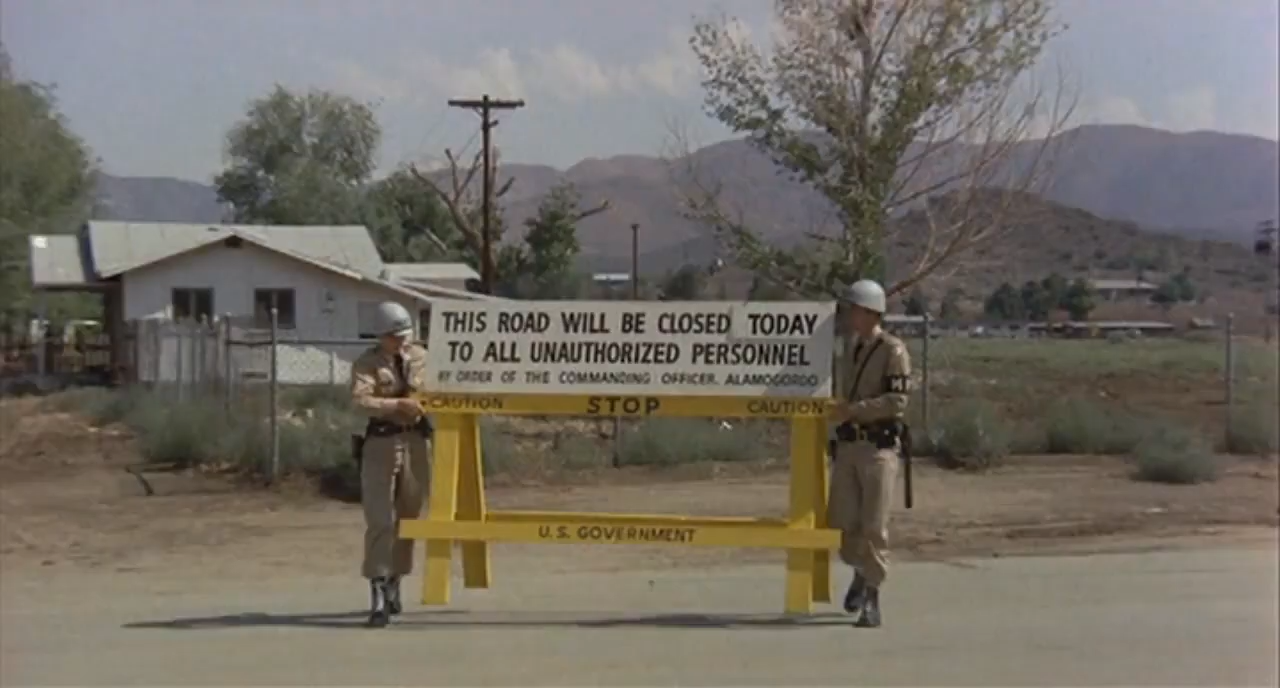 THIS ROAD WILL BE CLOSED TODAY
TO ALL UNAUTHORIZED PERSONNEL
BY ORDER OF THE COMMANDING OFFICER, ALAMOGORDO
CAUTION STOP CAUTION
U.S. GOVERNMENT